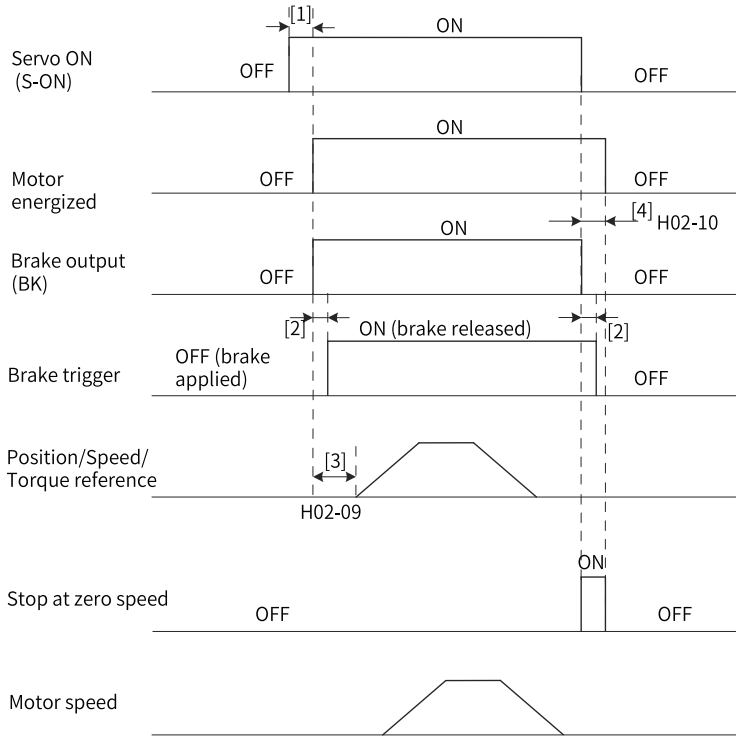 [1]
ON
Servo ON
(S-ON)
OFF
OFF
ON
Motor
energized
OFF
OFF
[4] H02-10
Brake output
(BK)
ON
OFF
OFF
[2]
ON (brake released)
[2]
Brake trigger
OFF (brake
applied)
OFF
Position/Speed/
Torque reference
[3]
H02-09
ON
Stop at zero speed
OFF
OFF
Motor speed